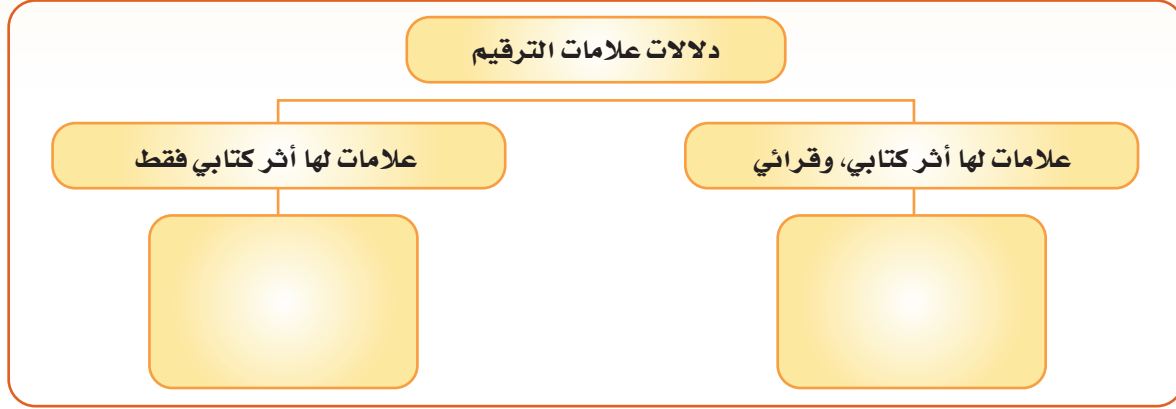 دلالات علامات الترقيم
علامات لها أثر كتابي، وقرائي
علامات لها أثر كتابي فقط